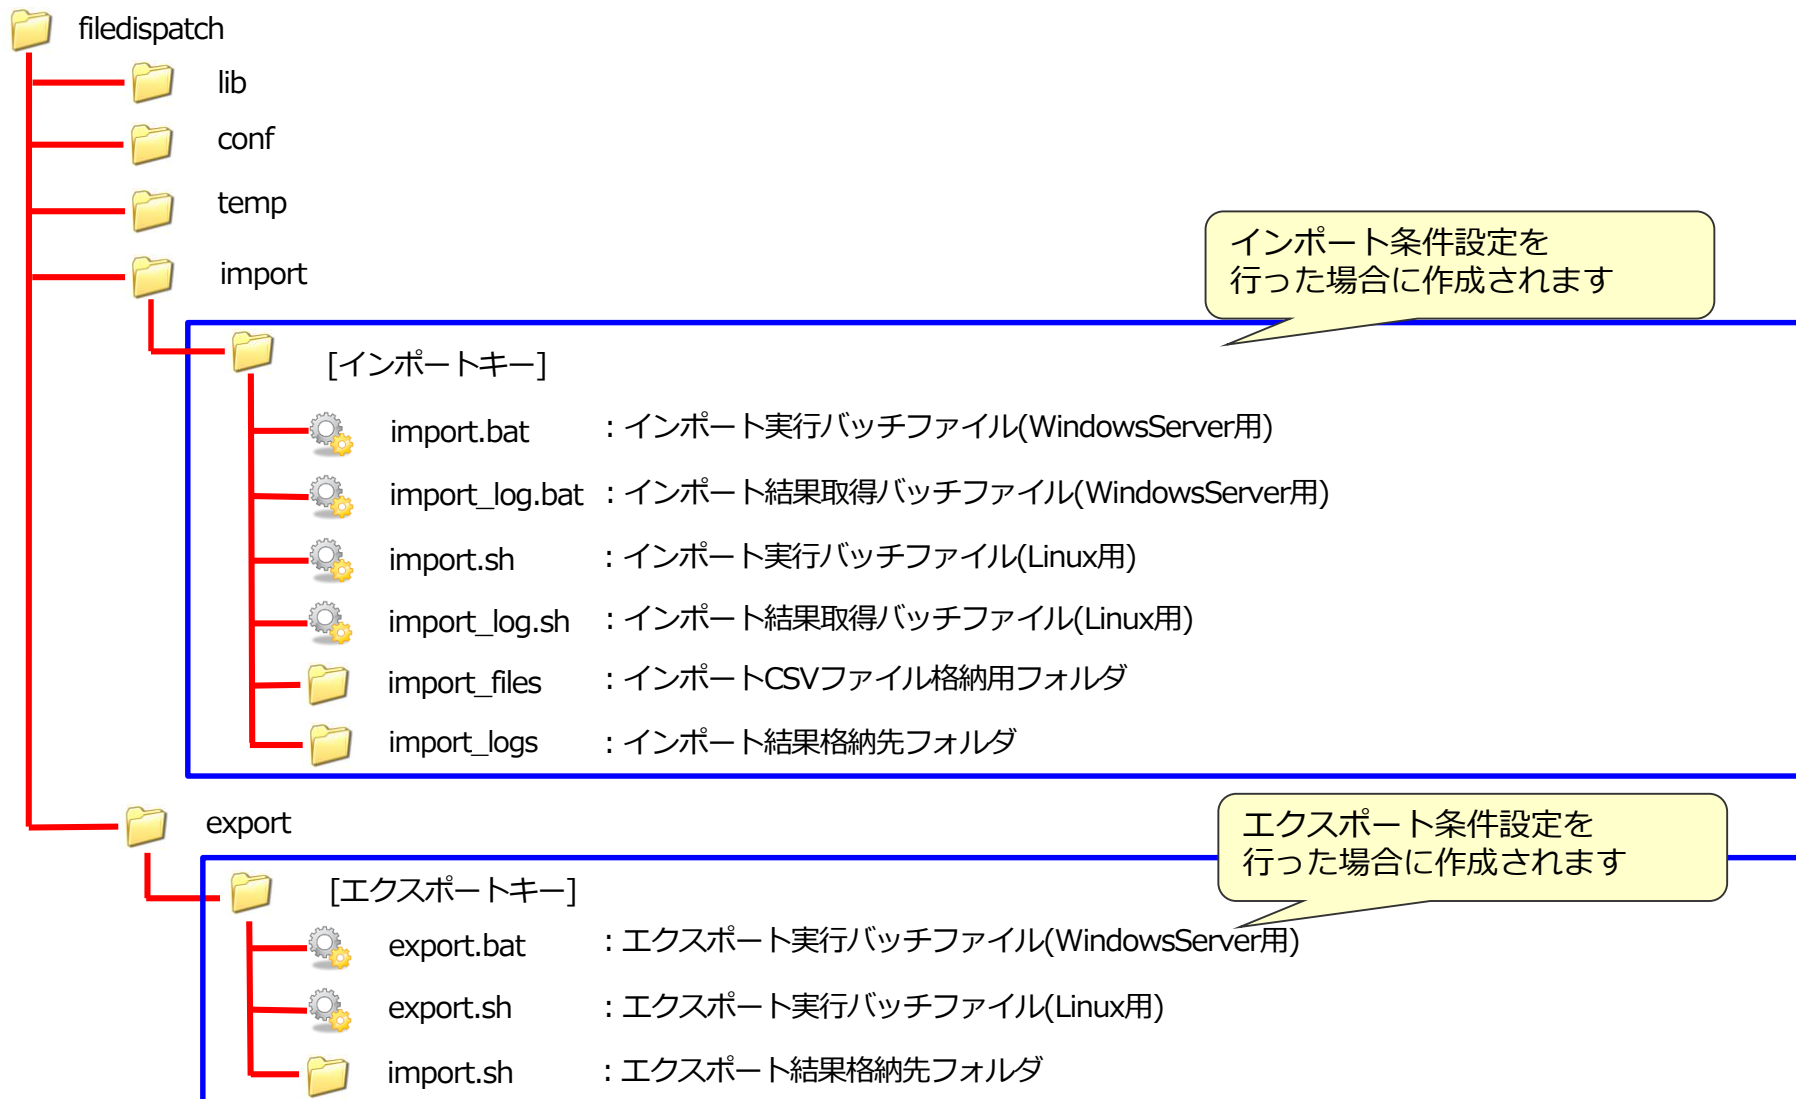 filedispatch
lib
conf
temp
import
インポート条件設定を
行った場合に作成されます
[インポートキー]
import.bat ：インポート実行バッチファイル(WindowsServer用)
import_log.bat ：インポート結果取得バッチファイル(WindowsServer用)
import.sh ：インポート実行バッチファイル(Linux用)
import_log.sh ：インポート結果取得バッチファイル(Linux用)
import_files ：インポートCSVファイル格納用フォルダ
import_logs ：インポート結果格納先フォルダ
export
エクスポート条件設定を
行った場合に作成されます
[エクスポートキー]
export.bat ：エクスポート実行バッチファイル(WindowsServer用)
export.sh ：エクスポート実行バッチファイル(Linux用)
import.sh ：エクスポート結果格納先フォルダ